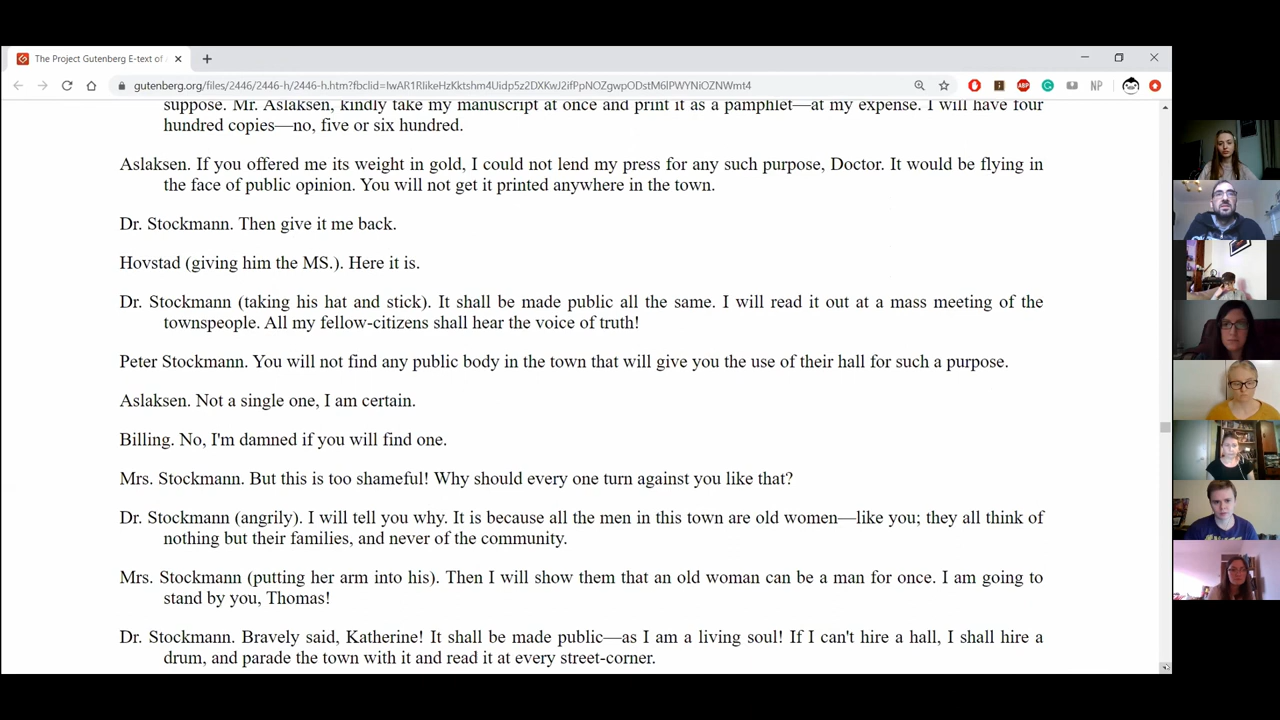 The Project Gutenberg E-text of
gutenberg.org/files/2446/2446-h/2446-h.htm?fbclid=IwAR1RIikeHzKktshm4Uidp5z2DXKwJ2ifPpNOZgwpODstM6lPWYNiOZNWmt4
ABP
NP
suppose. Mr. Aslaksen, kindly take my manuscript at once and print it as a pamphlet—at my expense. I will have four
hundred copies—no, five or six hundred.
Aslaksen. If you offered me its weight in gold, I could not lend my press for any such purpose, Doctor. It would be flying in
the face of public opinion. You will not get it printed anywhere in the town.
Dr. Stockmann. Then give it me back.
Hovstad (giving him the MS.). Here it is.
Dr. Stockmann (taking his hat and stick). It shall be made public all the same. I will read it out at a mass meeting of the
townspeople. All my fellow-citizens shall hear the voice of truth!
Peter Stockmann. You will not find any public body in the town that will give you the use of their hall for such a purpose.
Aslaksen. Not a single one, I am certain.
Billing. No, I'm damned if you will find one.
Mrs. Stockmann. But this is too shameful! Why should every one turn against you like that?
Dr. Stockmann (angrily). I will tell you why. It is because all the men in this town are old women—like you; they all think of
nothing but their families, and never of the community.
Mrs. Stockmann (putting her arm into his). Then I will show them that an old woman can be a man for once. I am going to
stand by you, Thomas!
Dr. Stockmann. Bravely said, Katherine! It shall be made public—as I am a living soul! If I can't hire a hall, I shall hire a
drum, and parade the town with it and read it at every street-corner.